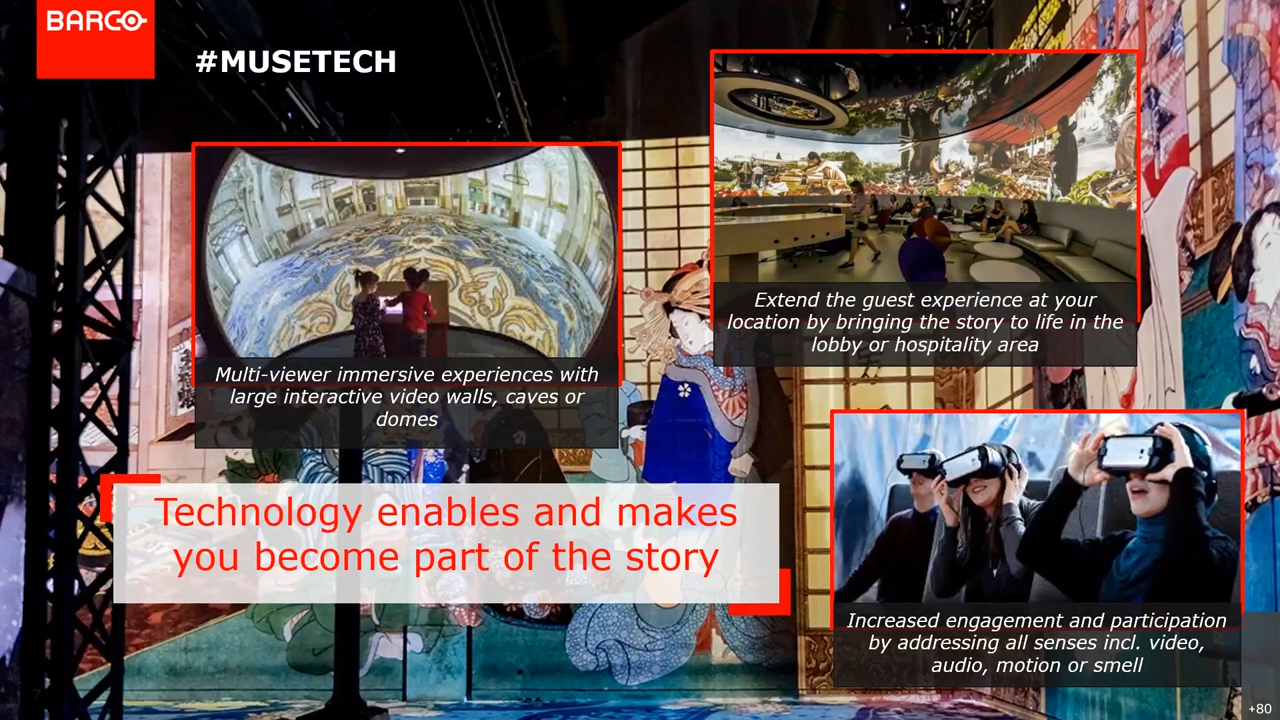 BARCO
#MUSETECH
Extend the guest experience at your
location by bringing the story to life in the
lobby or hospitality area
Multi-viewer immersive experiences with
large interactive video walls, caves or
domes
Technology enables and makes
you become part of the story
Increased engagement and participation
by addressing all senses incl. video,
audio, motion or smell
7
+80